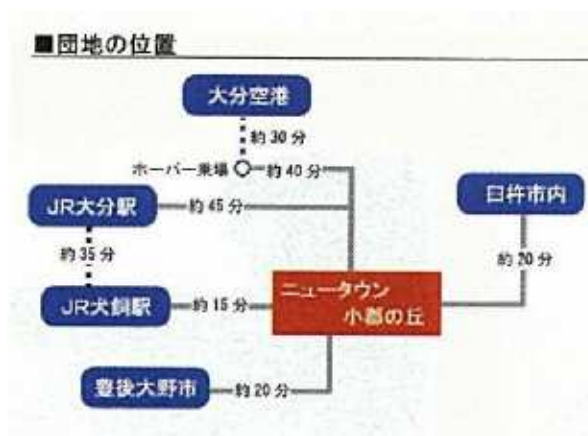 ■団地の位置
大分空港
約30分
ホーバー乗場
約40分
JR大分駅
約45分
臼杵市内
約35分
約20分
JR犬飼駅
約15分
ニュータウン
小郡の丘
豊後大野市
約20分